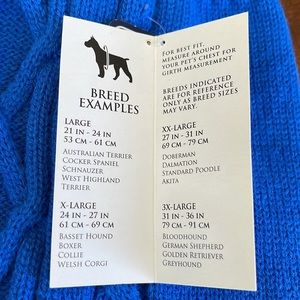 BREED
EXAMPLES
LARGE
21 IN - 24 IN
53 CM - 61 CM
AUSTRALIAN TERRIER
COCKER SPANIEL
SCHNAUZER
WEST HIGHLAND
TERRIER
X-LARGE
24 IN - 27 IN
61 CM - 69 CM
BASSET HOUND
BOXER
COLLIE
WELSH CORGI
FOR BEST FIT,
MEASURE AROUND
YOUR PET'S CHEST FOR
GIRTH MEASUREMENT
BREEDS INDICATED
ARE FOR REFERENCE
ONLY AS BREED SIZES
MAY VARY.
XX-LARGE
27 IN - 31 IN
69 CM - 79 CM
DOBERMAN
DALMATION
STANDARD POODLE
AKITA
3X-LARGE
31 IN - 36 IN
79 CM - 91 CM
BLOODHOUND
GERMAN SHEPHERD
GOLDEN RETRIEVER
GREYHOUND